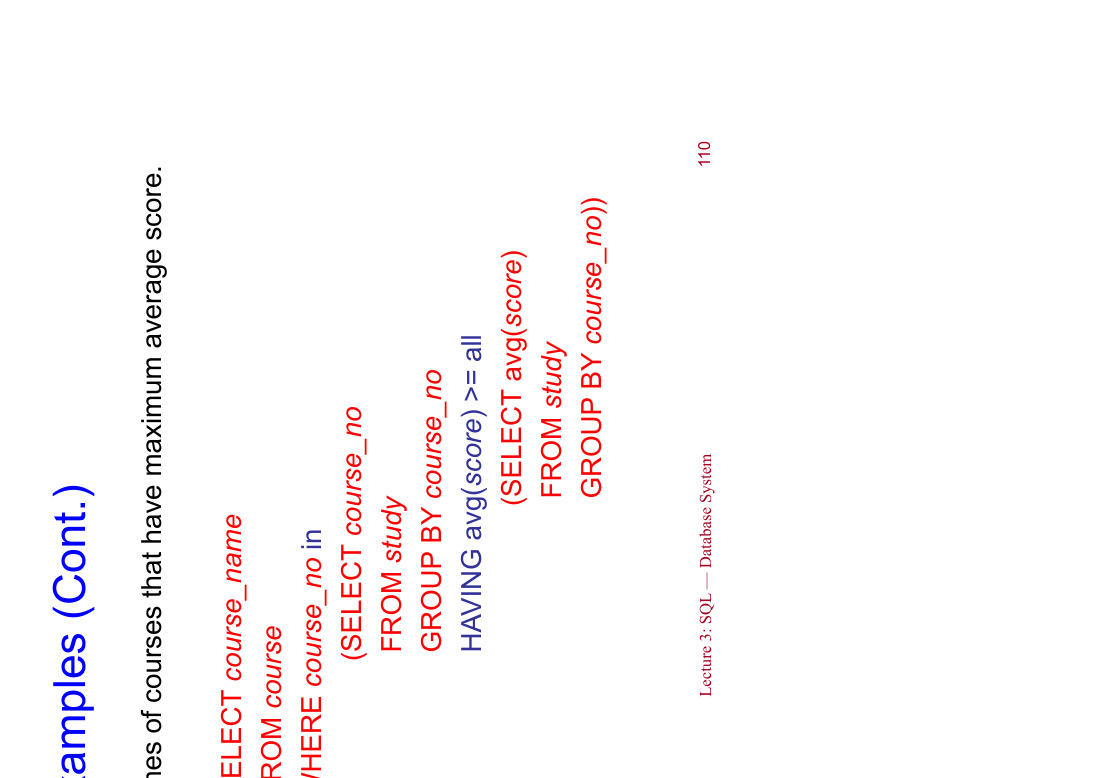 amples (Cont.)
nes of courses that have maximum average score.
ELECT course_name
ROM course
WHERE course_no in
(SELECT course_no
FROM study
GROUP BY course_no
HAVING avg(score) >= all
(SELECT avg(score)
FROM study
GROUP BY course_no))
Lecture 3: SQL — Database System
110